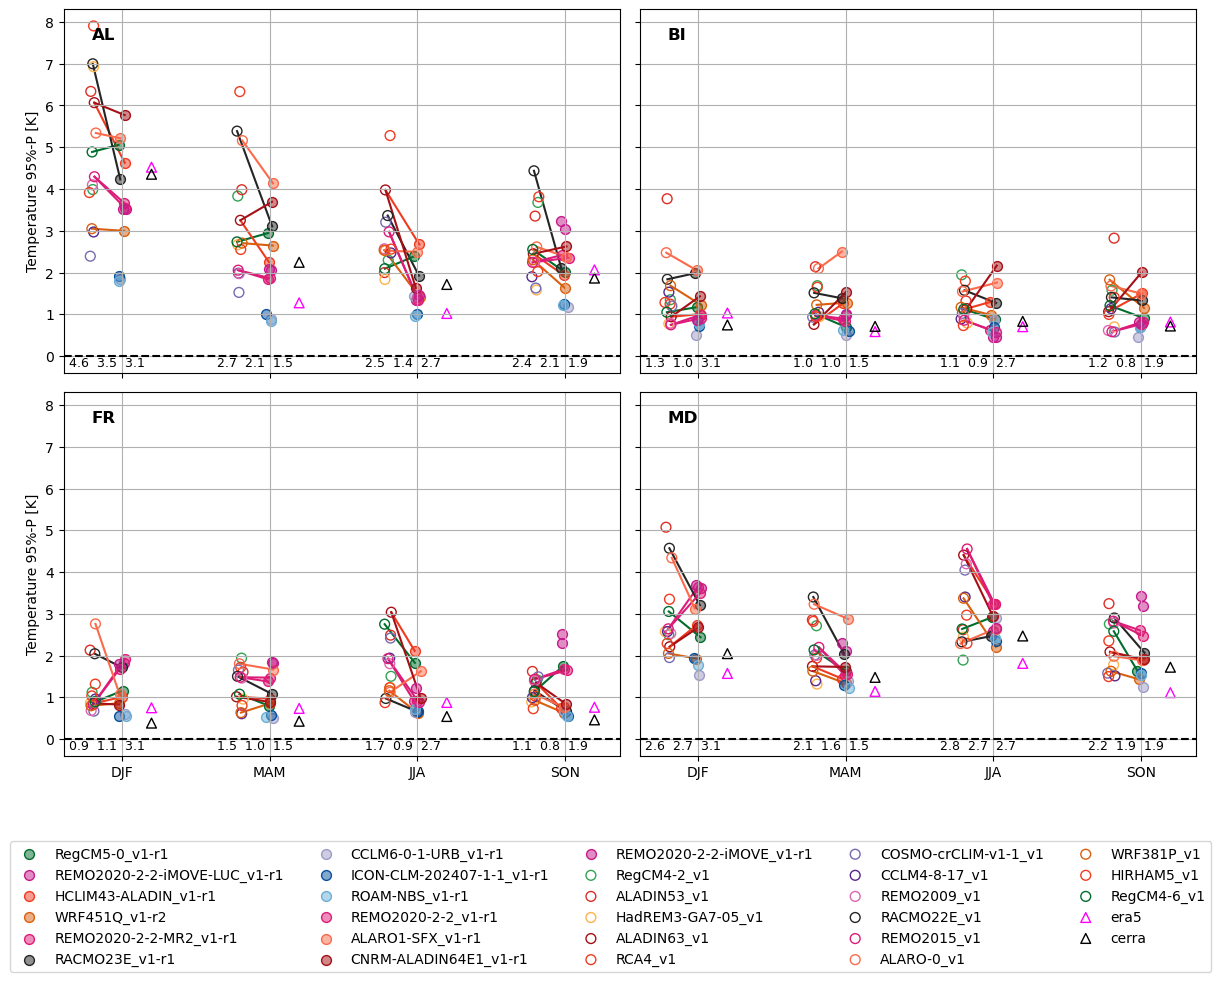 AL
BI
Temperature 95%-P [K]
8
7
6
5
4
3
2
1
0
4.6 3.5 3.1
2.7 2.1 1.5
2.5 1.4 2.7
2.4 2.1 1.9
1.3 1.0 3.1
1.0 1.0 1.5
1.1 0.9 2.7
1.2 0.8 1.9
FR
MD
Temperature 95%-P [K]
8
7
6
5
4
3
2
1
0
0.9 1.1 3.1
1.5 1.0 1.5
1.7 0.9 2.7
1.1 0.8 1.9
2.6 2.7 3.1
2.1 1.6 1.5
2.8 2.7 2.7
2.2 1.9 1.9
DJF MAM JJA SON
DJF MAM JJA SON
RegCM5-0_v1-r1
REMO2020-2-2-iMOVE-LUC_v1-r1
HCLIM43-ALADIN_v1-r1
WRF451Q_v1-r2
REMO2020-2-2-MR2_v1-r1
RACMO23E_v1-r1
CCLM6-0-1-URB_v1-r1
ICON-CLM-202407-1-1_v1-r1
ROAM-NBS_v1-r1
REMO2020-2-2_v1-r1
ALARO1-SFX_v1-r1
CNRM-ALADIN64E1_v1-r1
REMO2020-2-2-iMOVE_v1-r1
RegCM4-2_v1
ALADIN53_v1
HadREM3-GA7-05_v1
ALADIN63_v1
RCA4_v1
COSMO-crCLIM-v1-1_v1
CCLM4-8-17_v1
REMO2009_v1
RACMO22E_v1
REMO2015_v1
ALARO-0_v1
WRF381P_v1
HIRHAM5_v1
RegCM4-6_v1
era5
cerra